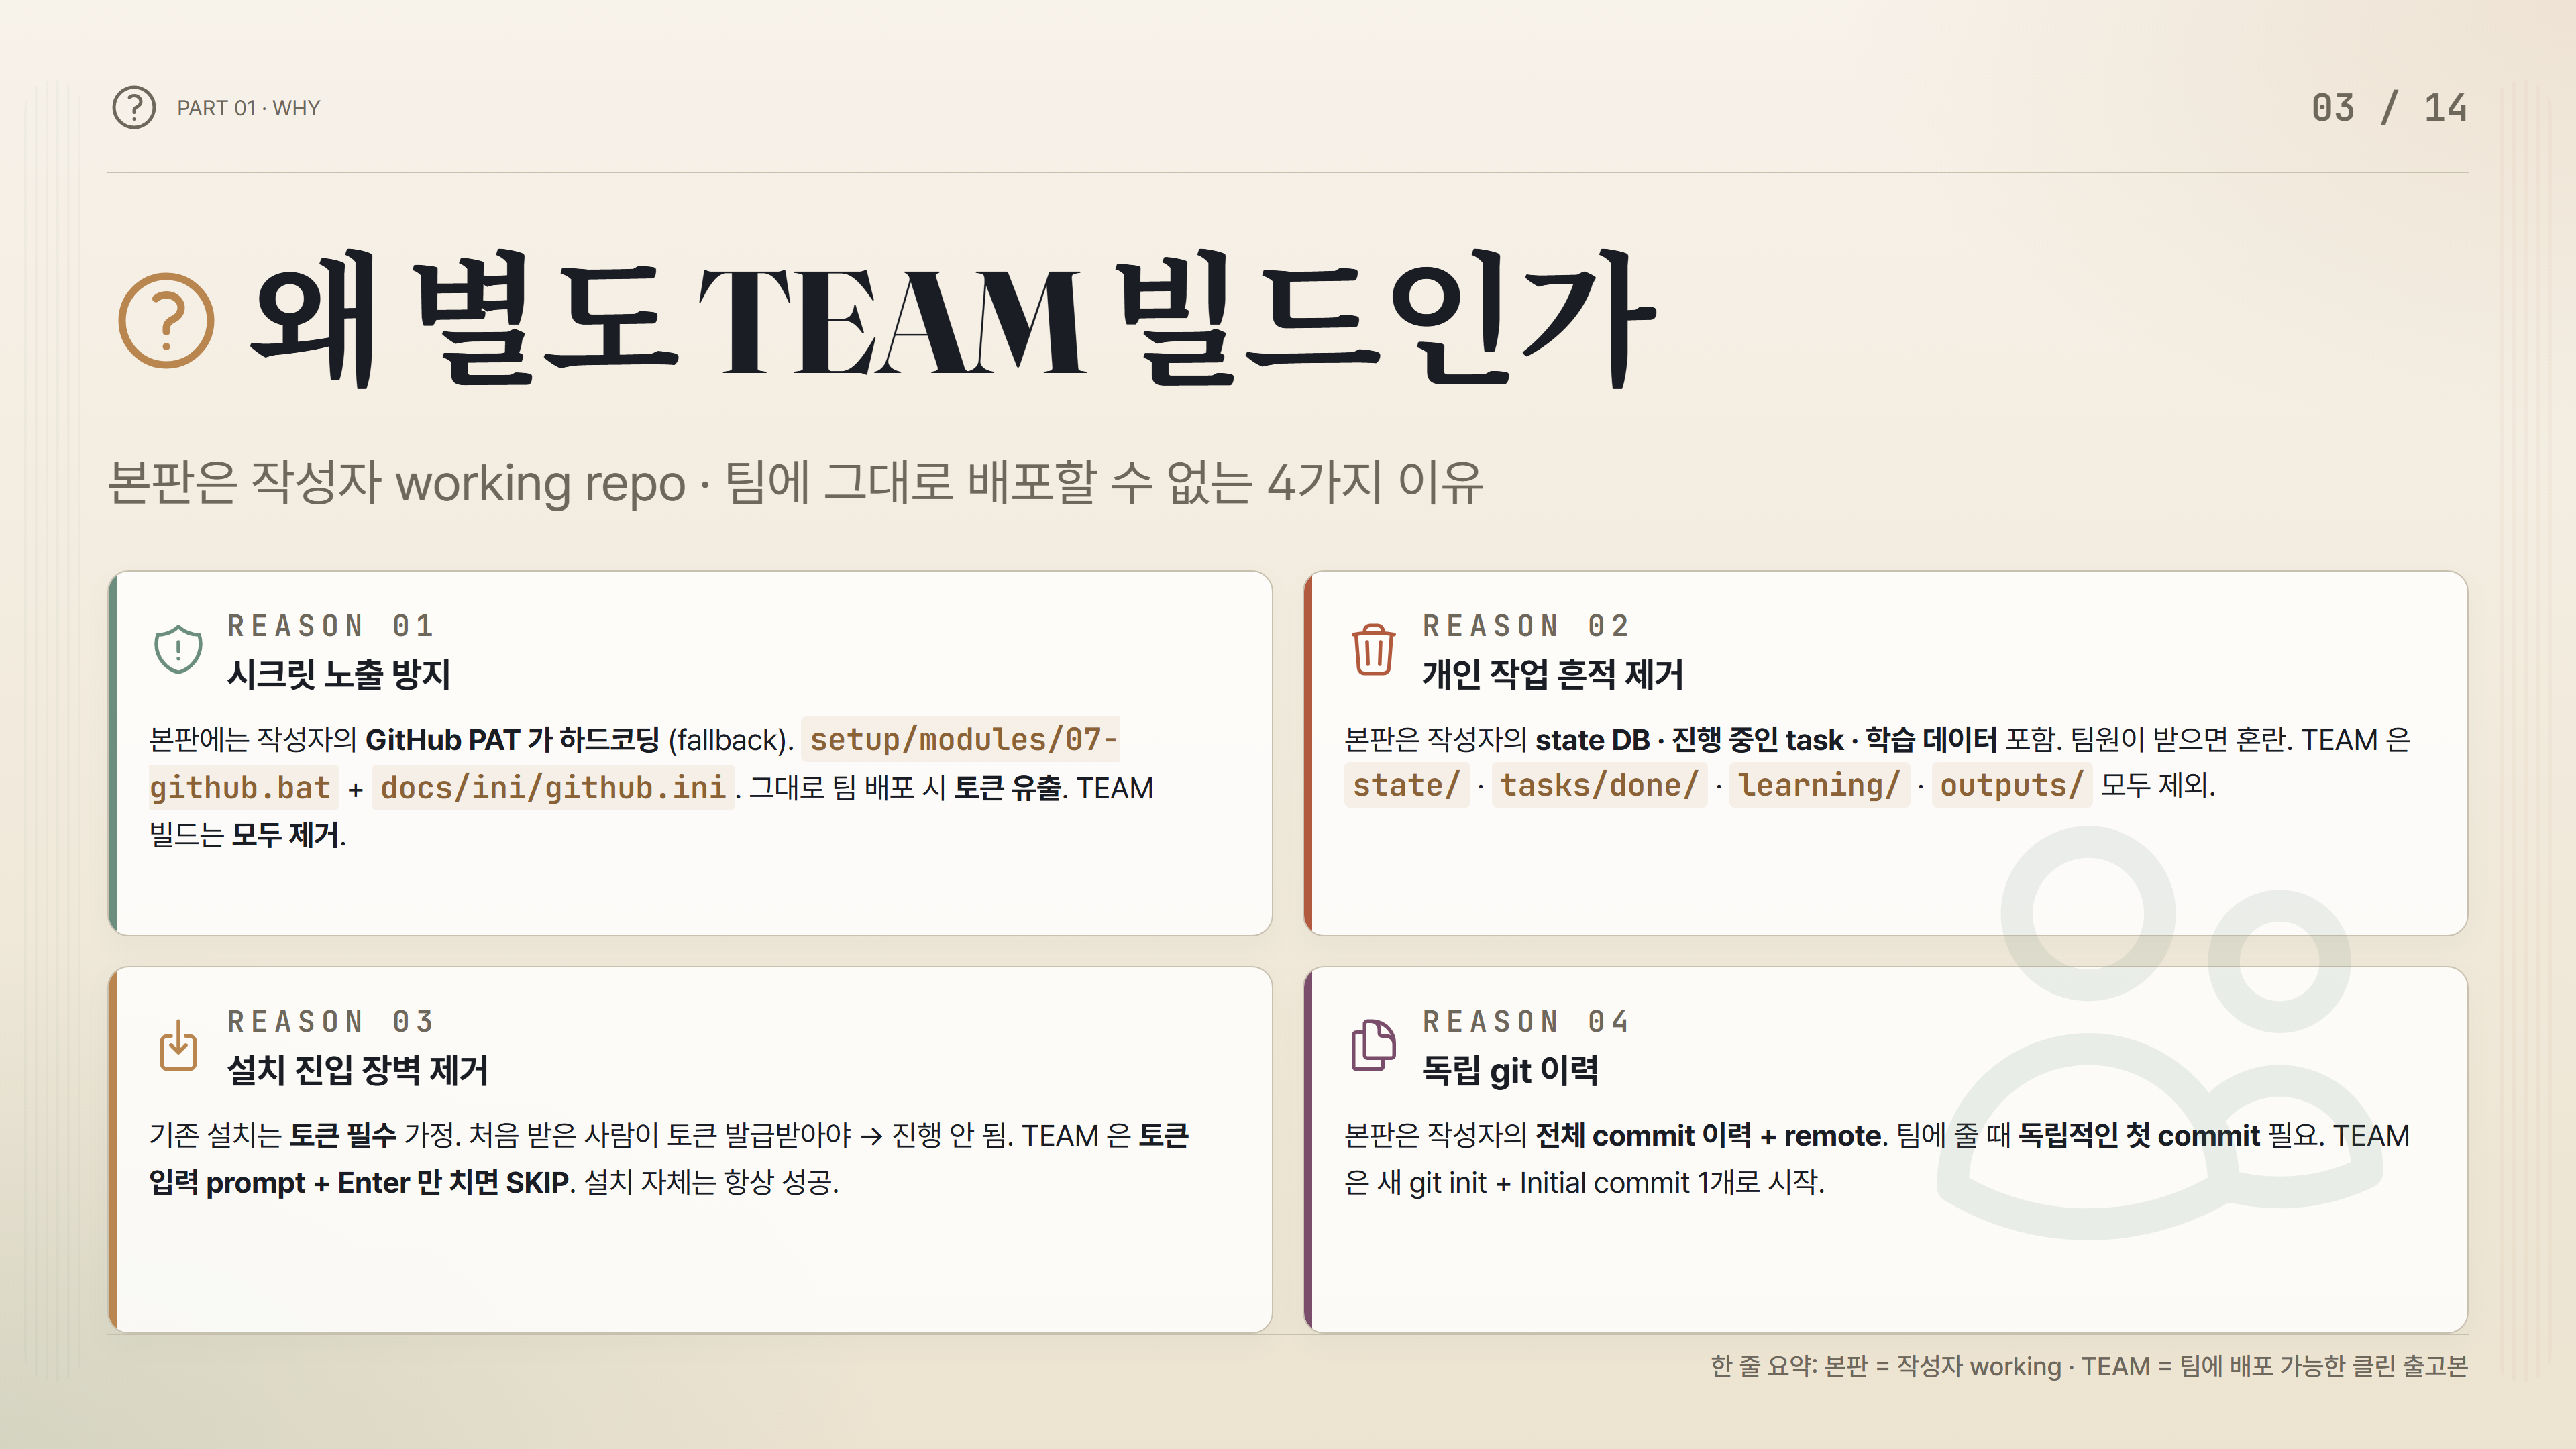 PART 01 · WHY
03 / 14
왜 별도 TEAM 빌드인가
본판은 작성자 working repo · 팀에 그대로 배포할 수 없는 4가지 이유
REASON 01
시크릿 노출 방지
본판에는 작성자의 GitHub PAT 가 하드코딩 (fallback). setup/modules/07-
github.bat + docs/ini/github.ini. 그대로 팀 배포 시 토큰 유출. TEAM
빌드는 모두 제거.
REASON 02
개인 작업 흔적 제거
본판은 작성자의 state DB · 진행 중인 task · 학습 데이터 포함. 팀원이 받으면 혼란. TEAM 은
state/ · tasks/done/ · learning/ · outputs/ 모두 제외.
REASON 03
설치 진입 장벽 제거
기존 설치는 토큰 필수 가정. 처음 받은 사람이 토큰 발급받아야 → 진행 안 됨. TEAM 은 토큰
입력 prompt + Enter 만 치면 SKIP. 설치 자체는 항상 성공.
REASON 04
독립 git 이력
본판은 작성자의 전체 commit 이력 + remote. 팀에 줄 때 독립적인 첫 commit 필요. TEAM
은 새 git init + Initial commit 1개로 시작.
한 줄 요약: 본판 = 작성자 working · TEAM = 팀에 배포 가능한 클린 출고본